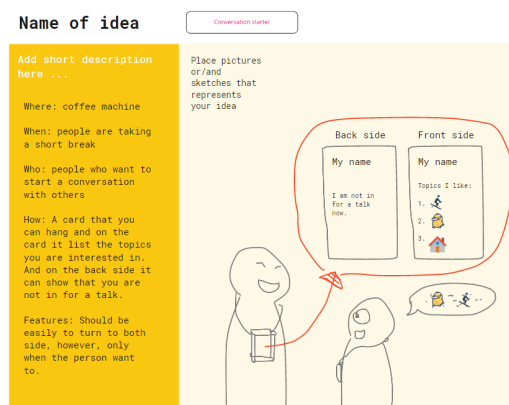 Name of idea
Conversation starter
Add short description
here ...
Where: coffee machine
When: people are taking
a short break
Who: people who want to
start a conversation
with others
How: A card that you
can hang and on the
card it list the topics
you are interested in.
And on the back side it
can show that you are
not in for a talk.
Features: Should be
easily to turn to both
side, however, only
when the person want
to.
Place pictures
or/and
sketches that
represents
your idea
Back side
My name
I am not in
for a talk
now.
Front side
My name
Topics I like:
1.
2.
3.